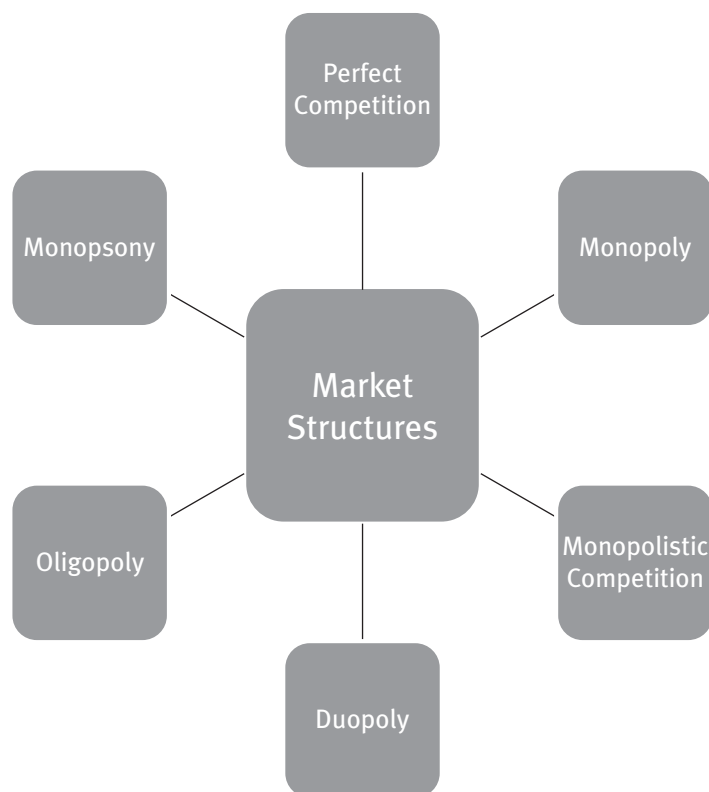 Perfect
Competition
Monopsony
Monopoly
Market
Structures
Oligopoly
Monopolistic
Competition
Duopoly